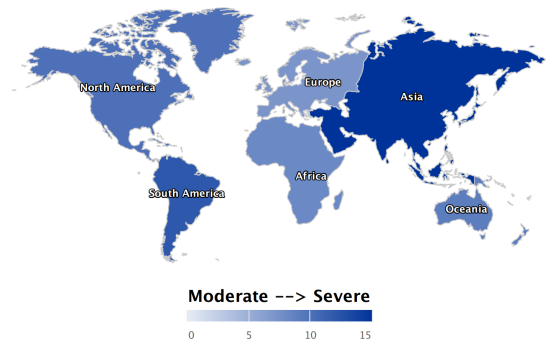 North America
Europe
Asia
Africa
South America
Oceania
Moderate --> Severe
0 5 10 15